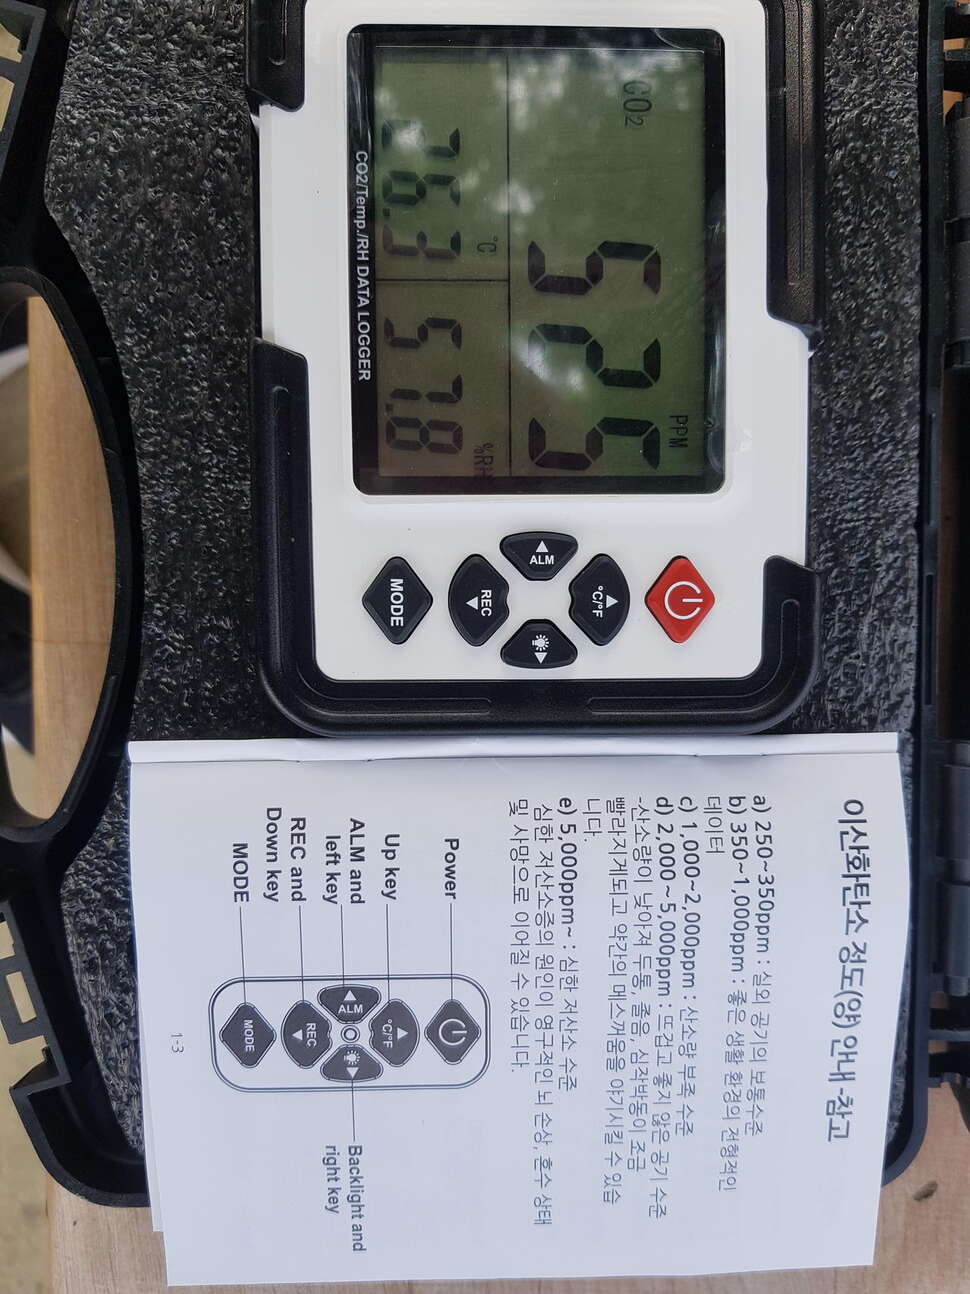 CO2
PPM
°C
%RH
CO2/Temp./RH DATA LOGGER
ALM
°C/°F
REC
MODE
이산화탄소 정도(양) 안내 -참고
a) 250~350ppm : 실외 공기의 보통수준
b) 350~1,000ppm : 좋은 생활 환경의 전형적인
데이터
c) 1,000~2,000ppm : 산소량 부족 수준
d) 2,000~5,000ppm : 뜨겁고 좋지 않은 공기 수준
-산소량이 낮아져 두통, 졸음, 심작박동이 조금
빨라지게되고 약간의 메스꺼움을 야기시킬 수 있습
니다.
e) 5,000ppm~ : 심한 저산소 수준
심한 저산소증의 원인이 영구적인 뇌 손상, 혼수 상태
및 사망으로 이어질 수 있습니다.
Power
Up key
ALM and
left key
REC and
Down key
MODE
°C/°F
ALM
REC
MODE
Backlight and
right key
1-3